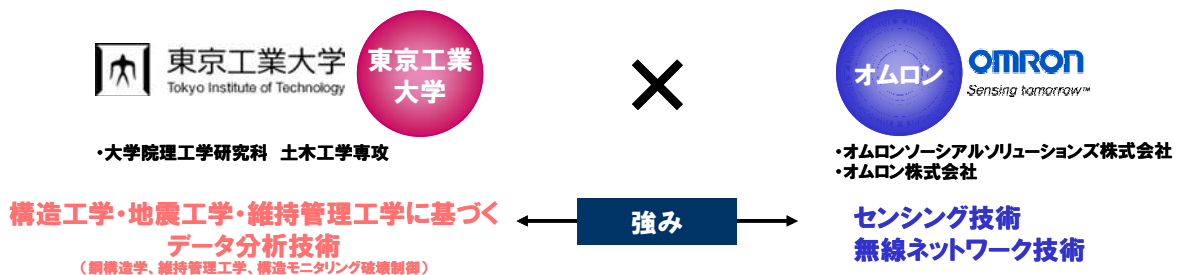 東京工業大学
Tokyo Institute of Technology
東京工業
大学
×
オムロン
OMRON
Sensing tomorrow™
・大学院理工学研究科　土木工学専攻
・オムロンソーシアルソリューションズ株式会社
・オムロン株式会社
構造工学・地震工学・維持管理工学に基づく
データ分析技術
（鋼構造学、維持管理工学、構造モニタリング破壊制御）
強み
センシング技術
無線ネットワーク技術